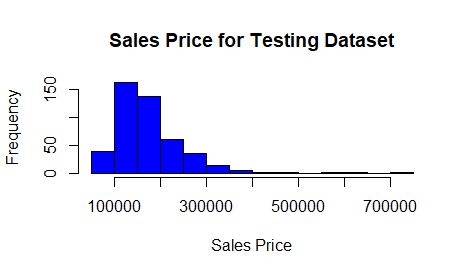 Sales Price for Testing Dataset
Frequency
150
50
0
100000 300000 500000 700000
Sales Price